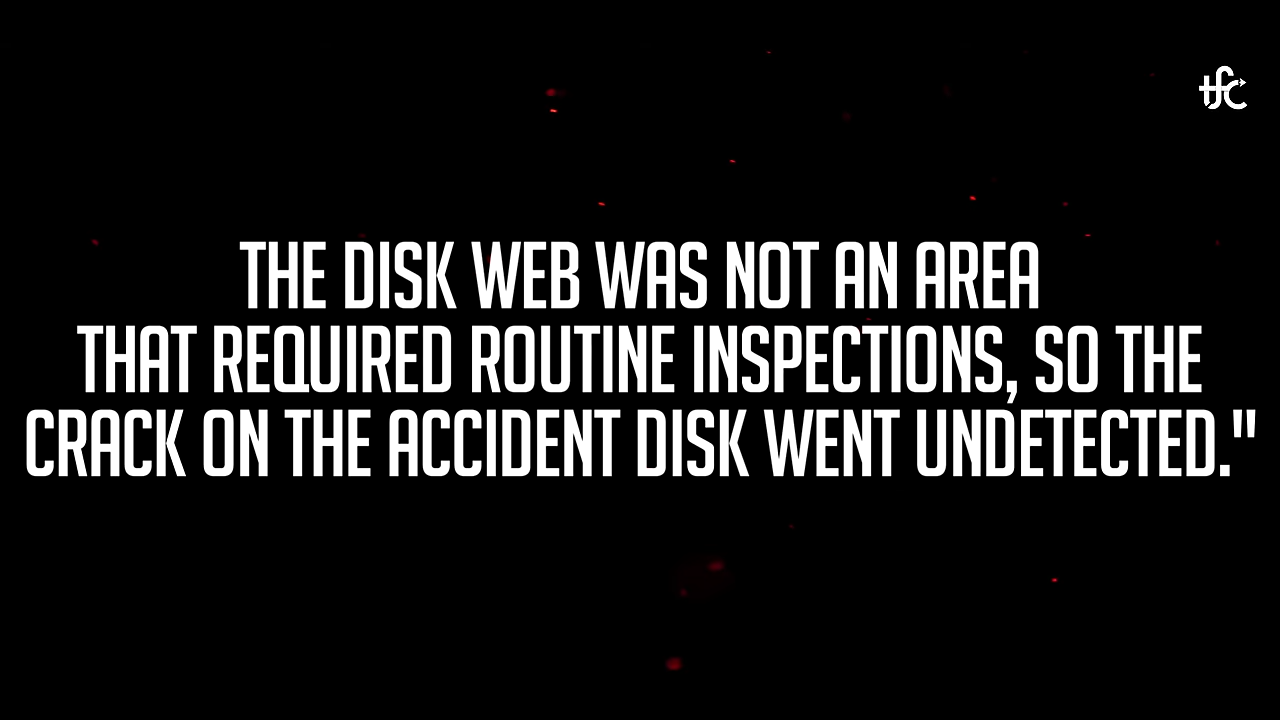 tfc
THE DISK WEB WAS NOT AN AREA
THAT REQUIRED ROUTINE INSPECTIONS, SO THE
CRACK ON THE ACCIDENT DISK WENT UNDETECTED."